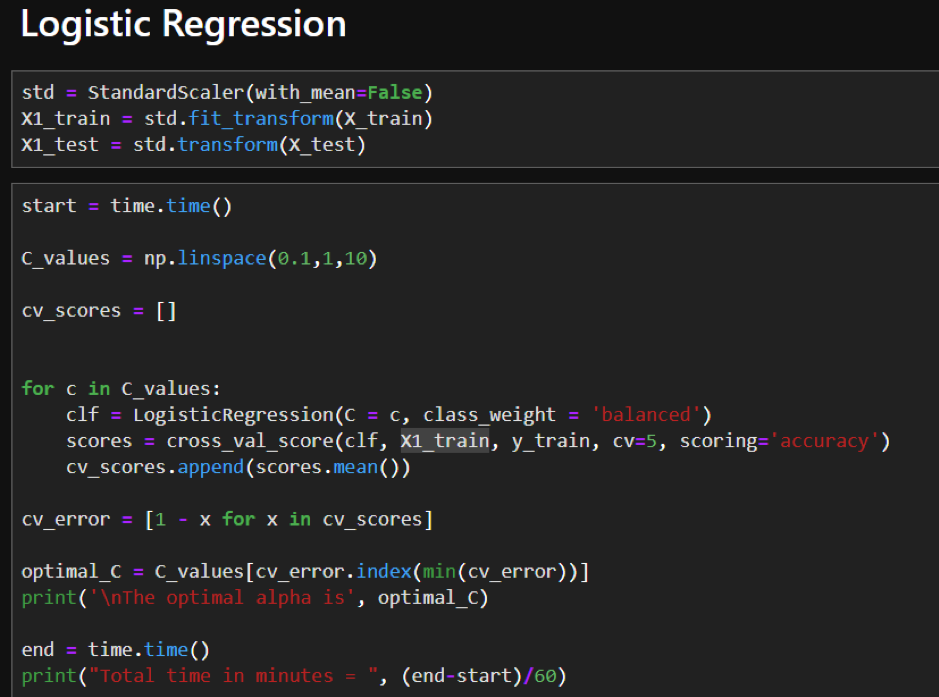 Logistic Regression
std = StandardScaler(with_mean=False)
X1_train = std.fit_transform(X_train)
X1_test = std.transform(X_test)
start = time.time()
C_values = np.linspace(0.1,1,10)
cv_scores = []
for c in C_values:
    clf = LogisticRegression(C = c, class_weight = 'balanced')
    scores = cross_val_score(clf, X1_train, y_train, cv=5, scoring='accuracy')
    cv_scores.append(scores.mean())
cv_error = [1 - x for x in cv_scores]
optimal_C = C_values[cv_error.index(min(cv_error))]
print('\nThe optimal alpha is', optimal_C)
end = time.time()
print("Total time in minutes = ", (end-start)/60)